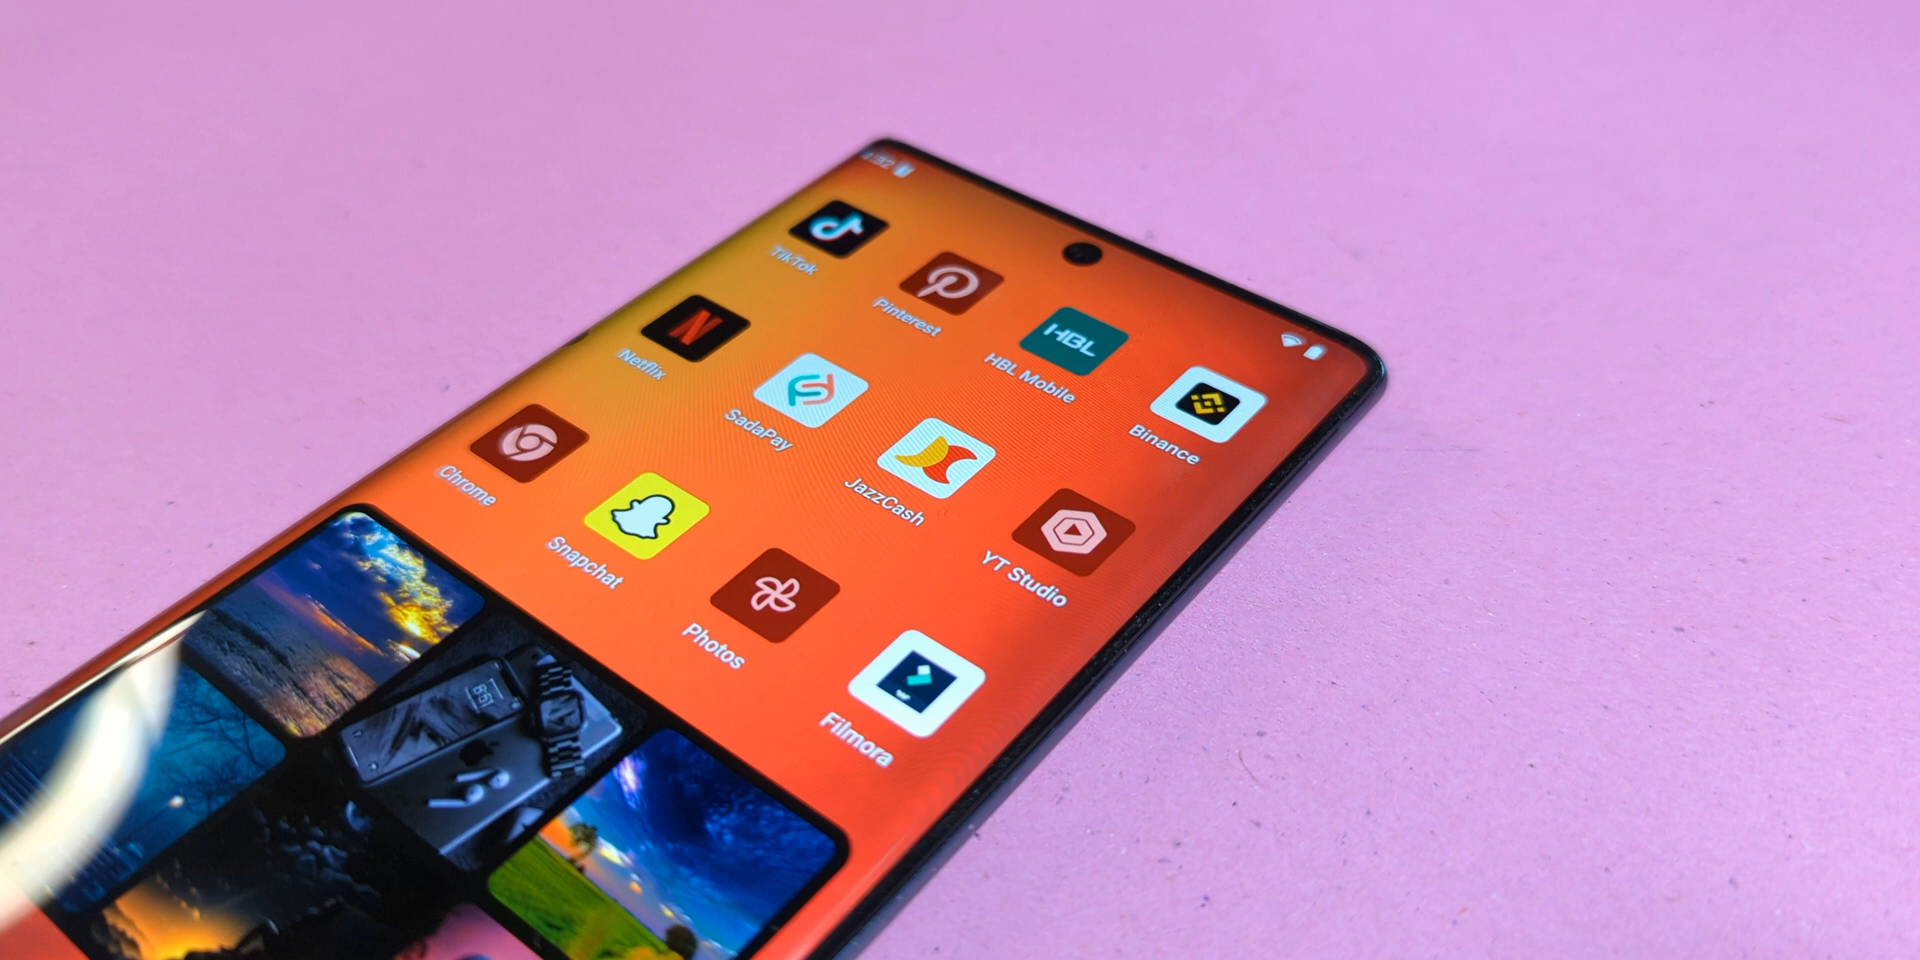 TikTok
Pinterest
HBL
HBL Mobile
Binance
Netflix
SadaPay
JazzCash
YT Studio
Chrome
Snapchat
Photos
Filmora